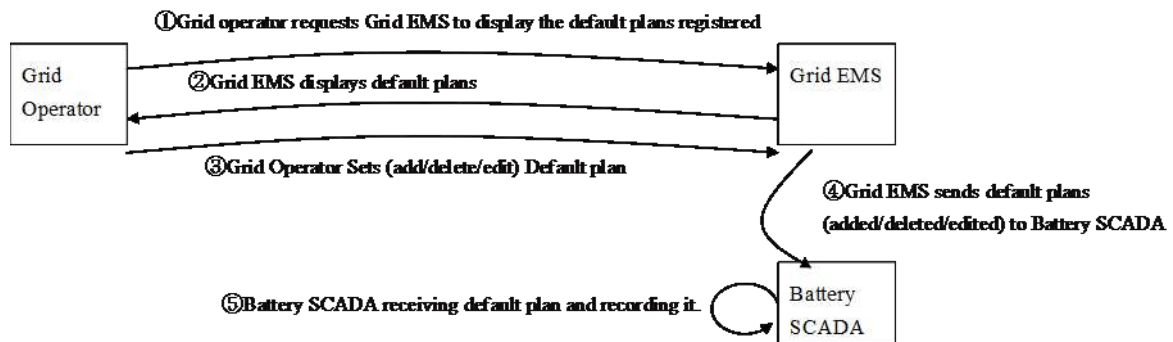 ①Grid operator requests Grid EMS to display the default plans registered
Grid
Operator
②Grid EMS displays default plans
Grid EMS
③Grid Operator Sets (add/delete/edit) Default plan
④Grid EMS sends default plans
(added/deleted/edited) to Battery SCADA
⑤Battery SCADA receiving default plan and recording it.
Battery
SCADA